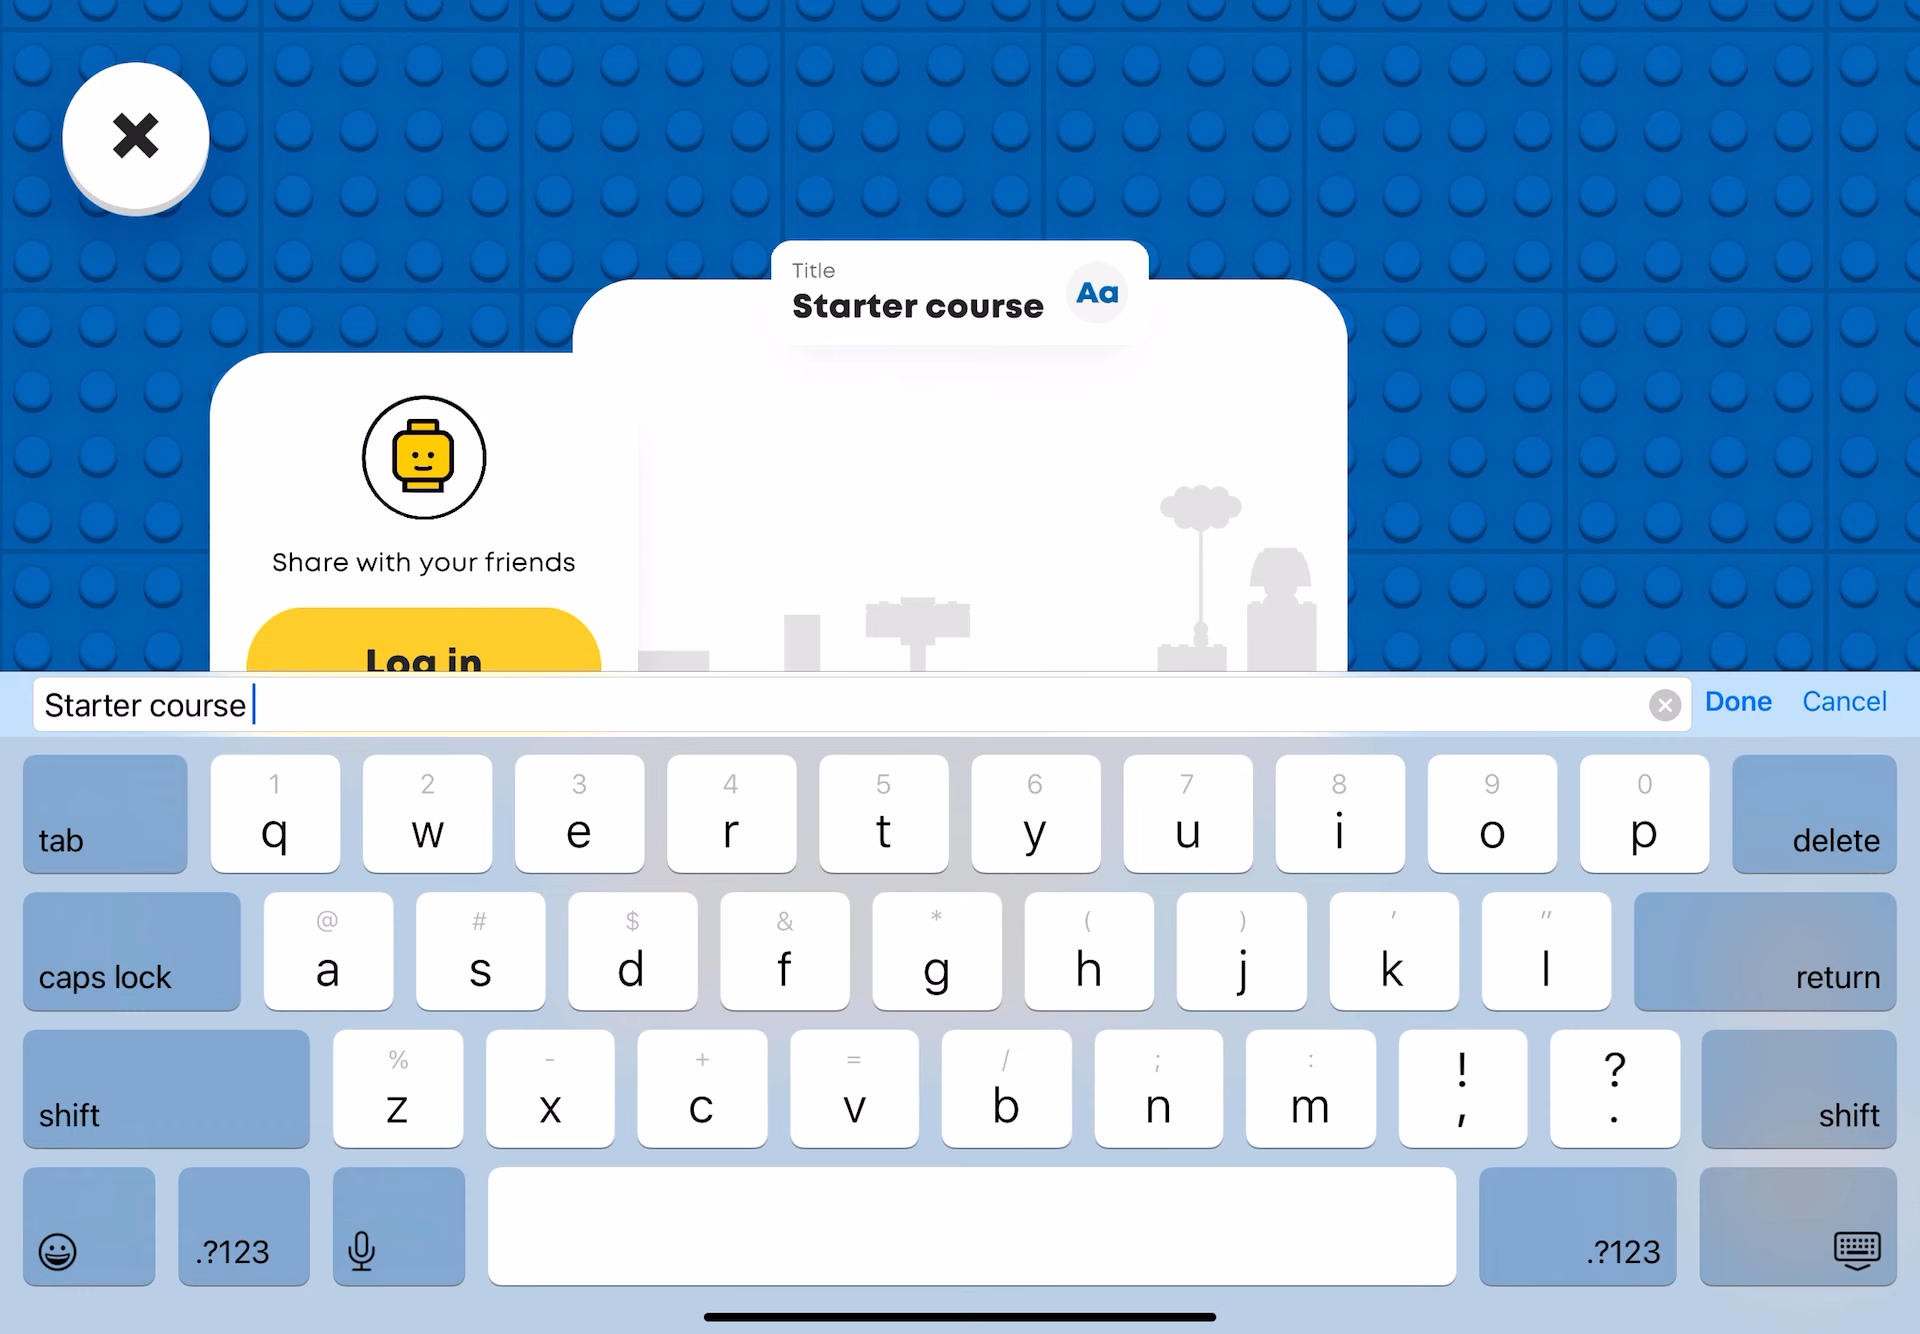 Title
Starter course
Aa
Share with your friends
Log in
Starter course
Done Cancel
tab 1 q 2 w 3 e 4 r 5 t 6 y 7 u 8 i 9 o 0 p delete
caps lock @ a # s $ d & f * g ( h ) j ' k " l return
shift % z - x + c = v / b ; n : m ! , ? . shift
.?123 .?123